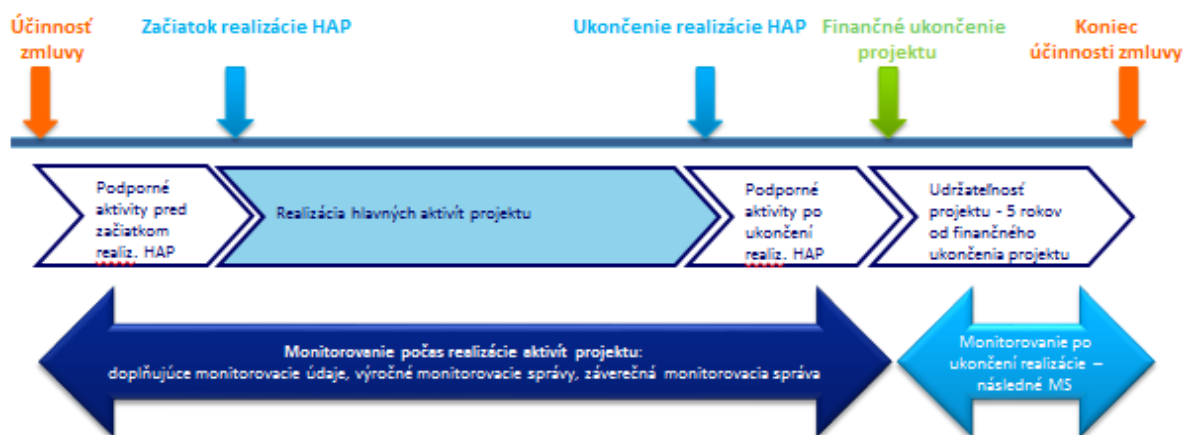 Účinnosť
zmluvy
Začiatok realizácie HAP
Ukončenie realizácie HAP
Finančné ukončenie
projektu
Koniec
účinnosti zmluvy
Podporné
aktivity pred
začiatkom
realiz. HAP
Realizácia hlavných aktivít projektu
Podporné
aktivity po
ukončení
realiz. HAP
Udržateľnosť
projektu - 5 rokov
od finančného
ukončenia projektu
Monitorovanie počas realizácie aktivít projektu:
doplňujúce monitorovacie údaje, výročné monitorovacie správy, záverečná monitorovacia správa
Monitorovanie po
ukončení realizácie –
následné MS